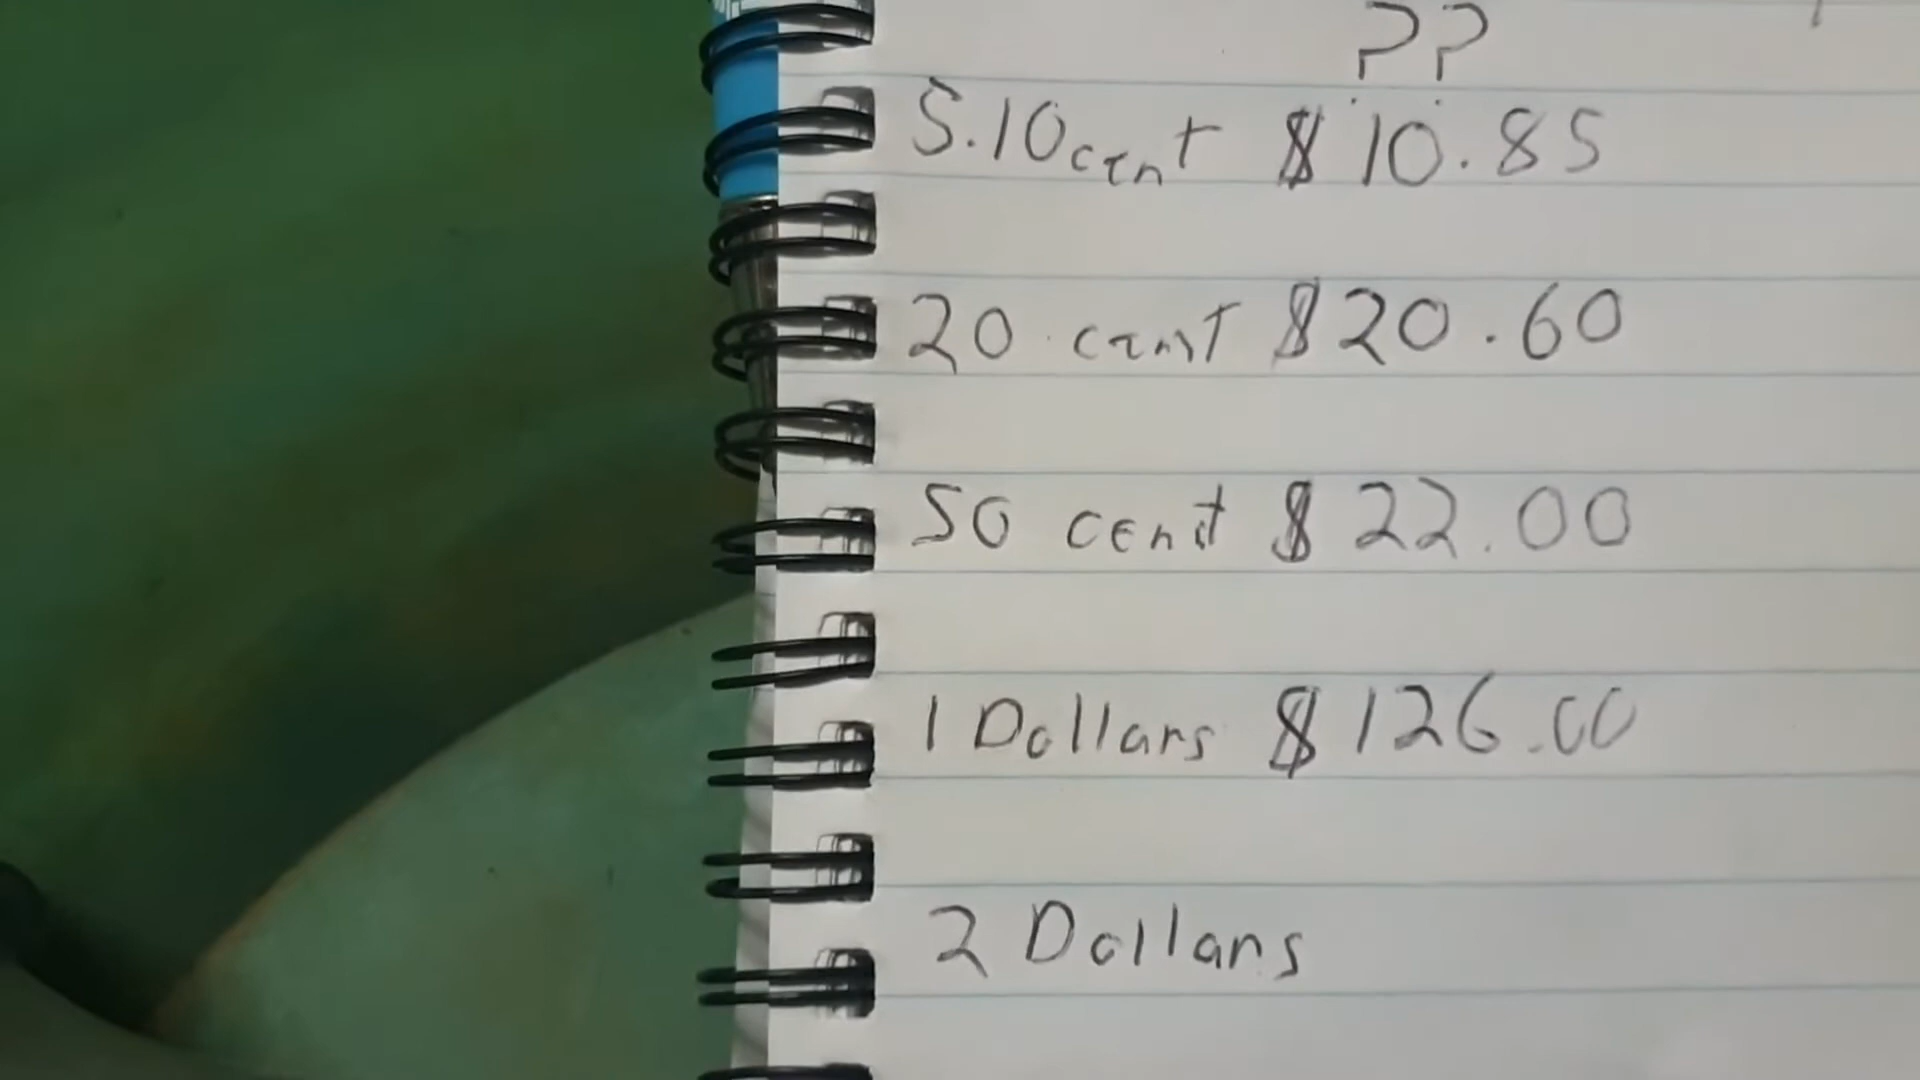 ??
5.10cent $10.85
20 cent $20.60
50 cent $22.00
1 Dollars $126.00
2 Dollars